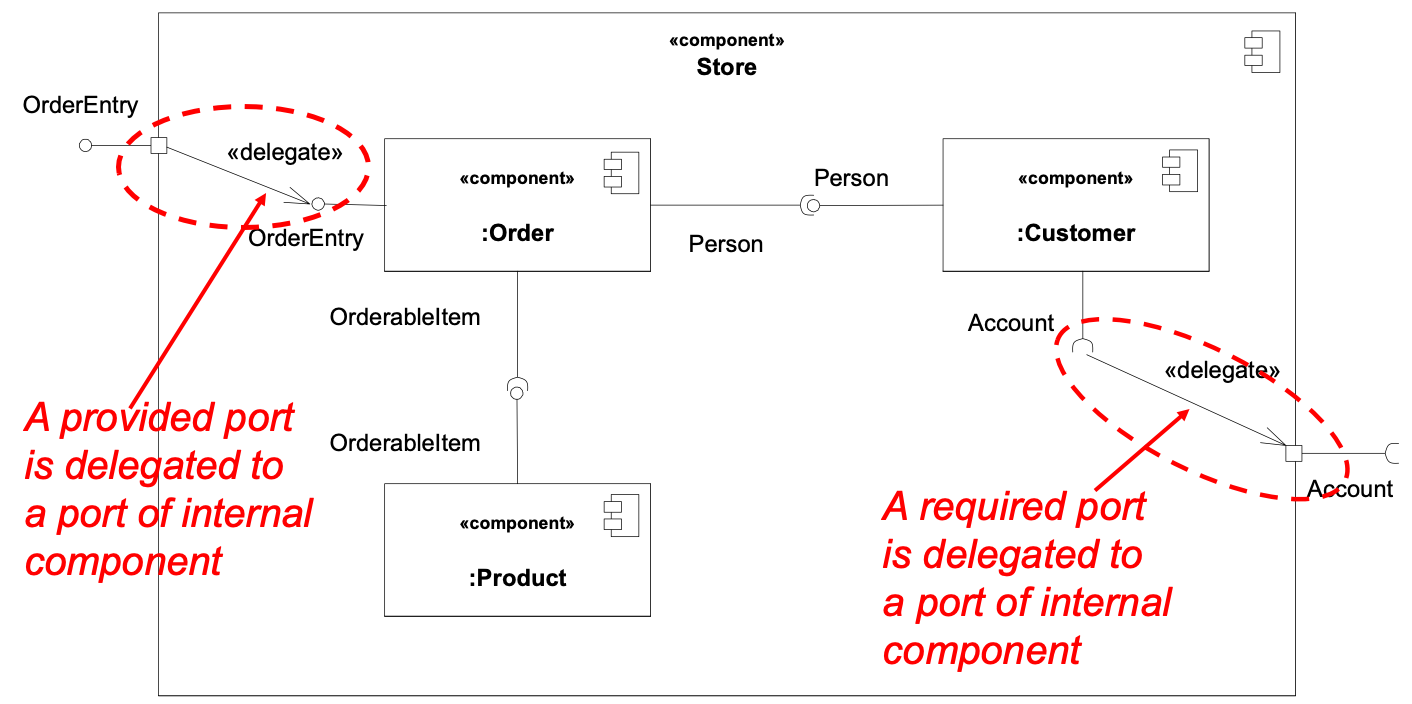 «component»
Store
OrderEntry
«delegate»
OrderEntry
«component»
:Order
Person
Person
«component»
:Customer
OrderableItem
OrderableItem
«component»
:Product
Account
«delegate»
Account
A provided port
is delegated to
a port of internal
component
A required port
is delegated to
a port of internal
component